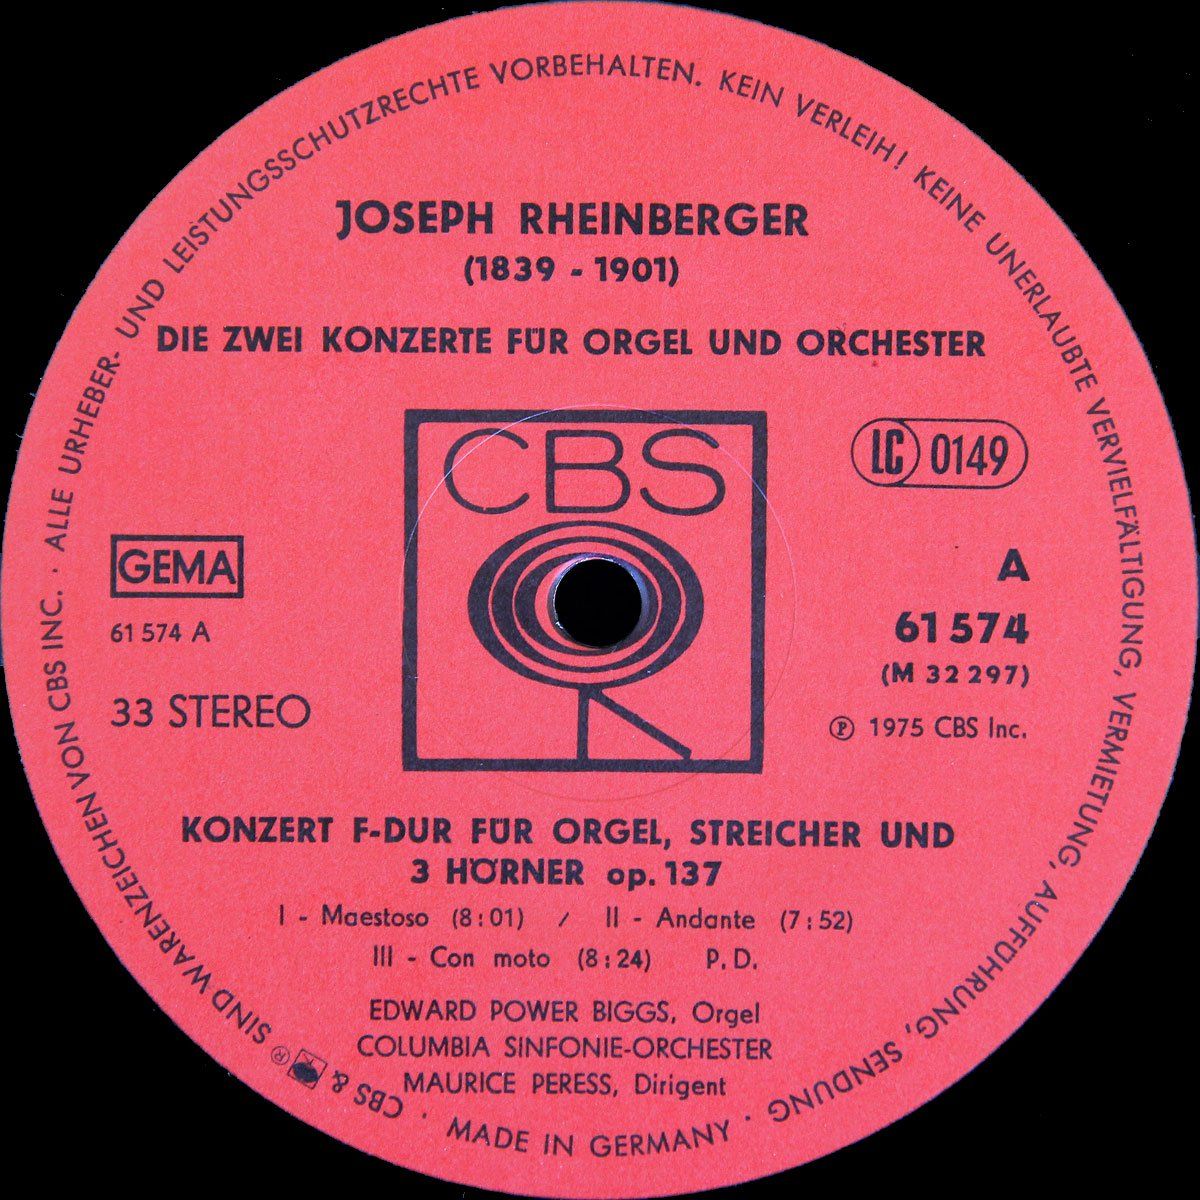 ALLE URHEBER- UND LEISTUNGSSCHUTZRECHTE VORBEHALTEN. KEIN VERLEIH! KEINE UNERLAUBTE VERVIELFÄLTIGUNG, VERMIETUNG, AUFFÜHRUNG, SENDUNG · MADE IN GERMANY · CBS & ® SIND WARENZEICHEN VON CBS INC. ·
JOSEPH RHEINBERGER
(1839 - 1901)
DIE ZWEI KONZERTE FÜR ORGEL UND ORCHESTER
CBS
LC 0149
GEMA
61 574 A
33 STEREO
A
61 574
(M 32 297)
℗ 1975 CBS Inc.
KONZERT F-DUR FÜR ORGEL, STREICHER UND
3 HÖRNER op. 137
I - Maestoso (8:01) / II - Andante (7:52)
III - Con moto (8:24) P.D.
EDWARD POWER BIGGS, Orgel
COLUMBIA SINFONIE-ORCHESTER
MAURICE PERESS, Dirigent